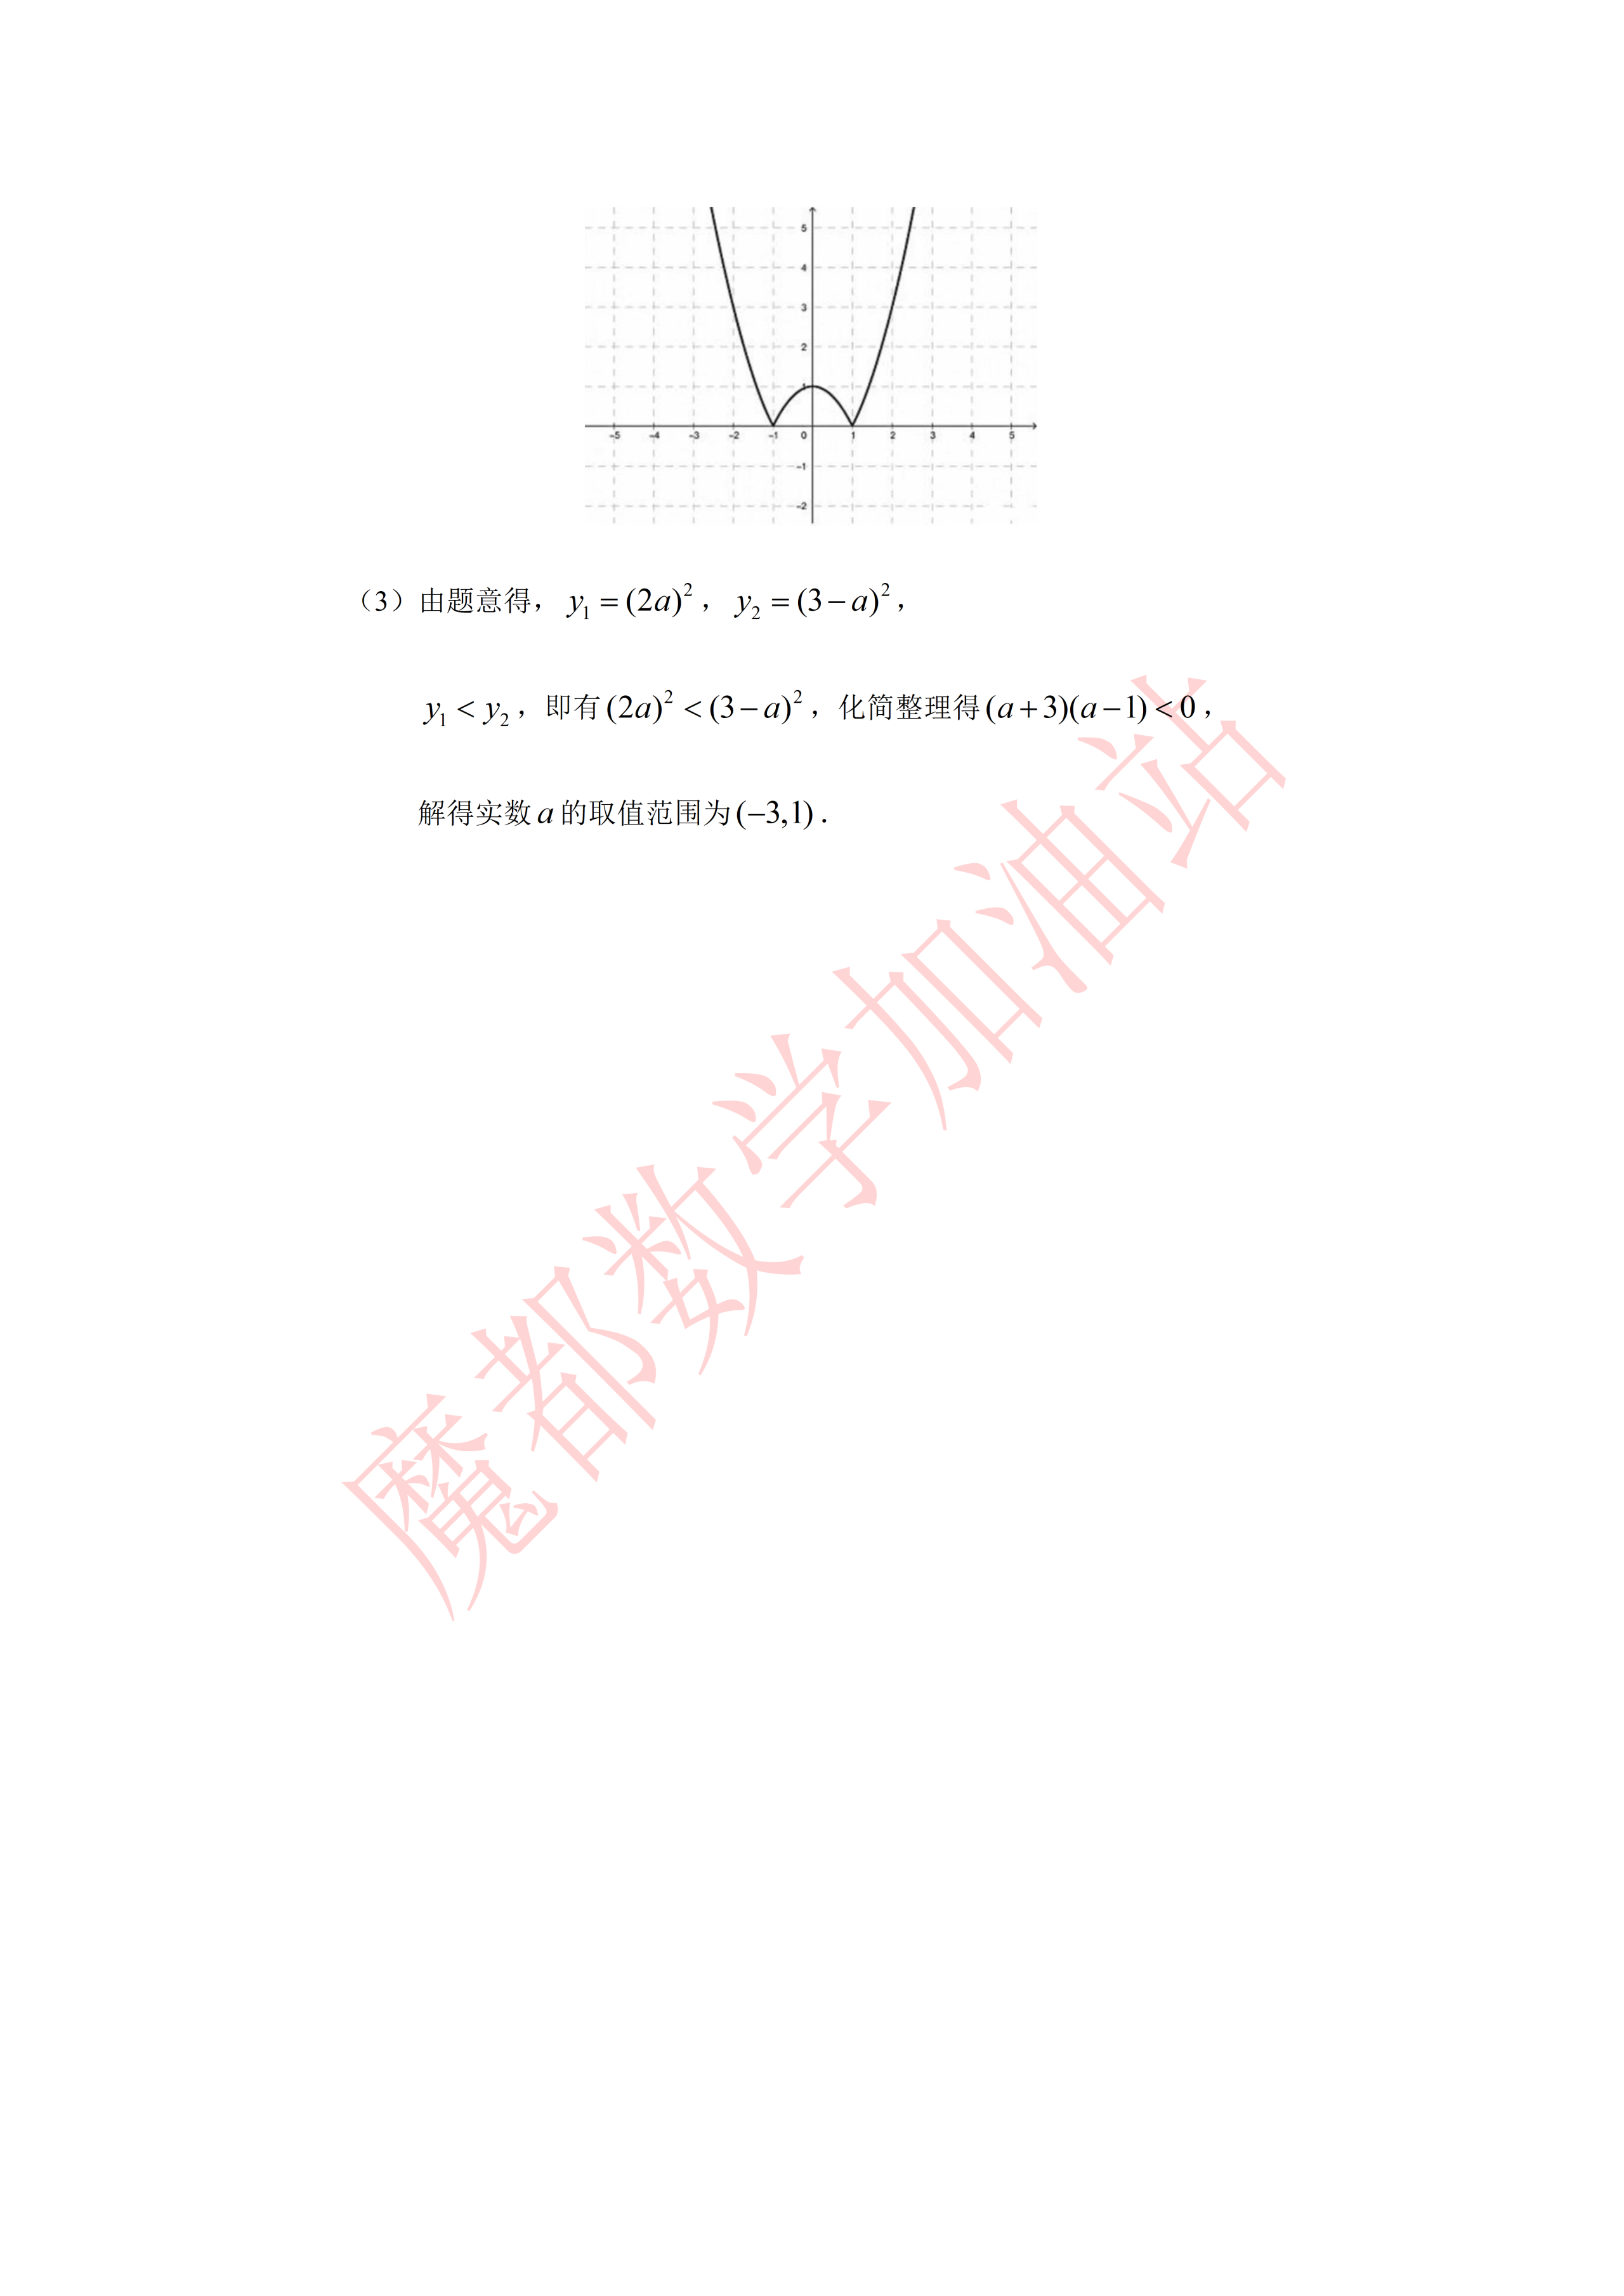 5
4
3
2
1
-5 -4 -3 -2 -1 0 1 2 3 4 5
-1
-2
（3）由题意得，y₁ = (2a)²，y₂ = (3 − a)²，
y₁ < y₂，即有(2a)² < (3 − a)²，化简整理得(a + 3)(a − 1) < 0，
解得实数a的取值范围为(−3,1)．
魔都数学加油站